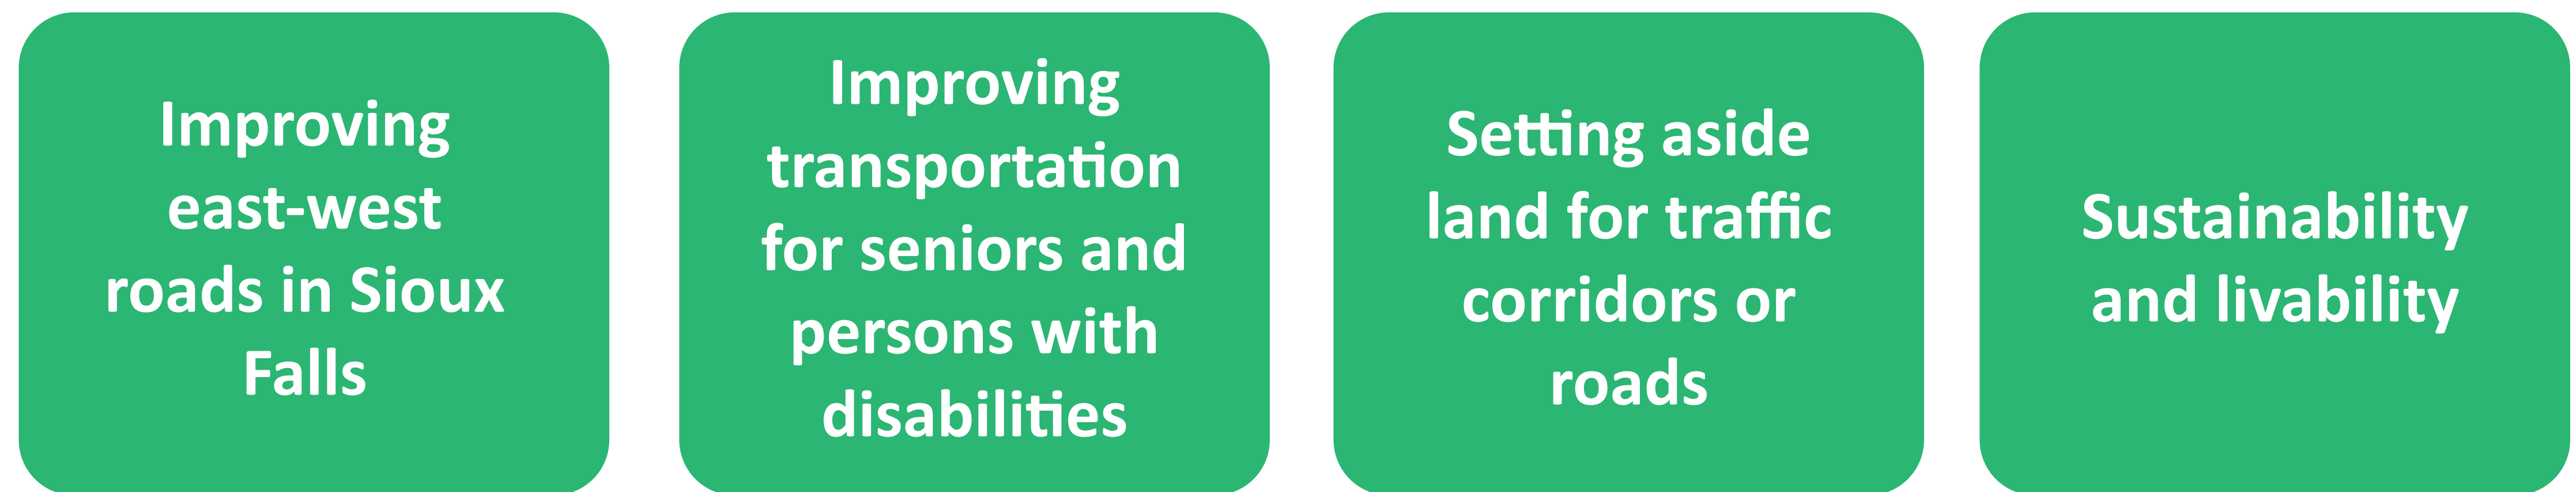 Improving
east-west
roads in Sioux
Falls
Improving
transportation
for seniors and
persons with
disabilities
Setting aside
land for traffic
corridors or
roads
Sustainability
and livability